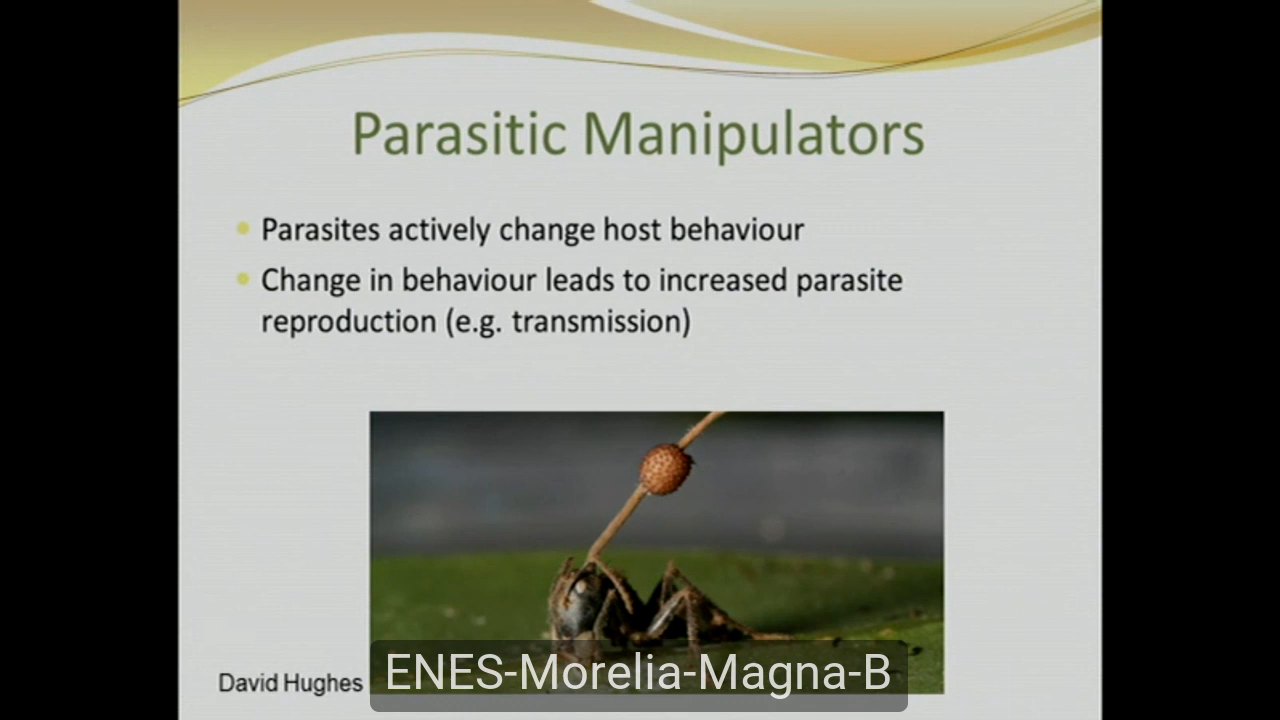 Parasitic Manipulators
Parasites actively change host behaviour
Change in behaviour leads to increased parasite
reproduction (e.g. transmission)
David Hughes
ENES-Morelia-Magna-B